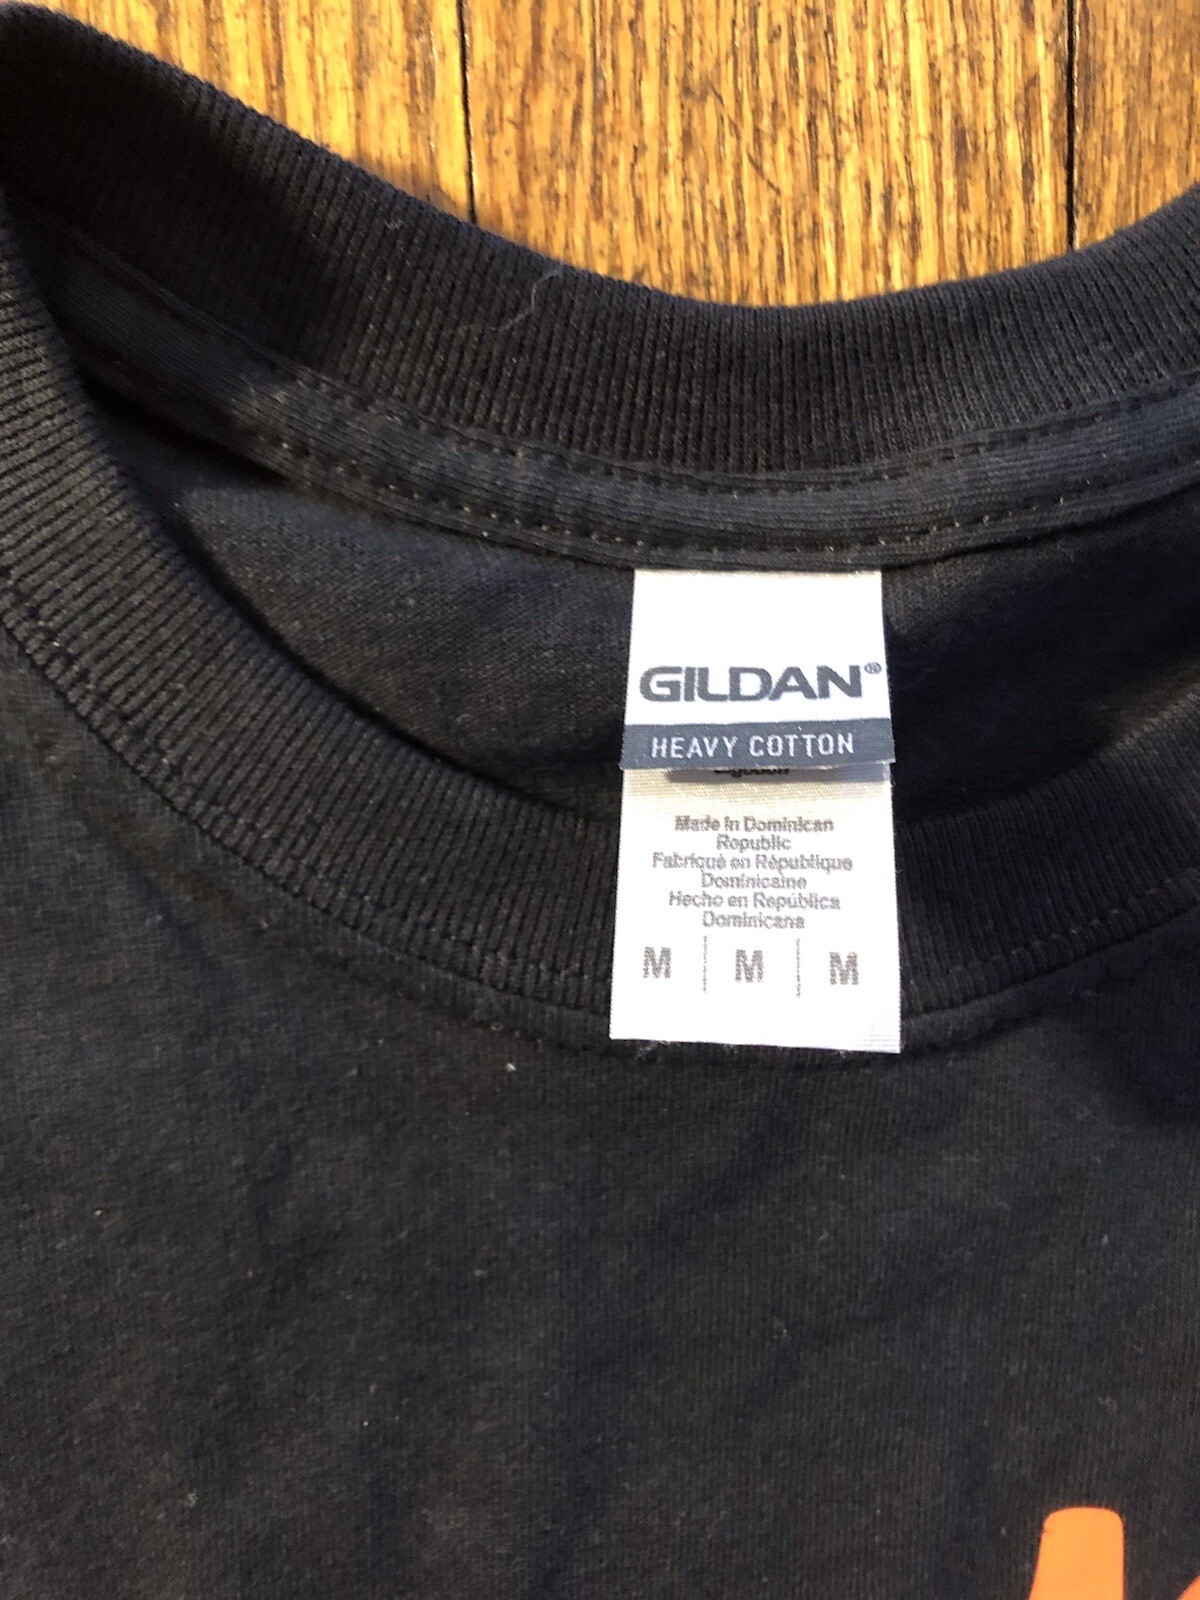 GILDAN®
HEAVY COTTON
Made in Dominican
Republic
Fabriqué en République
Dominicaine
Hecho en República
Dominicana
M | M | M